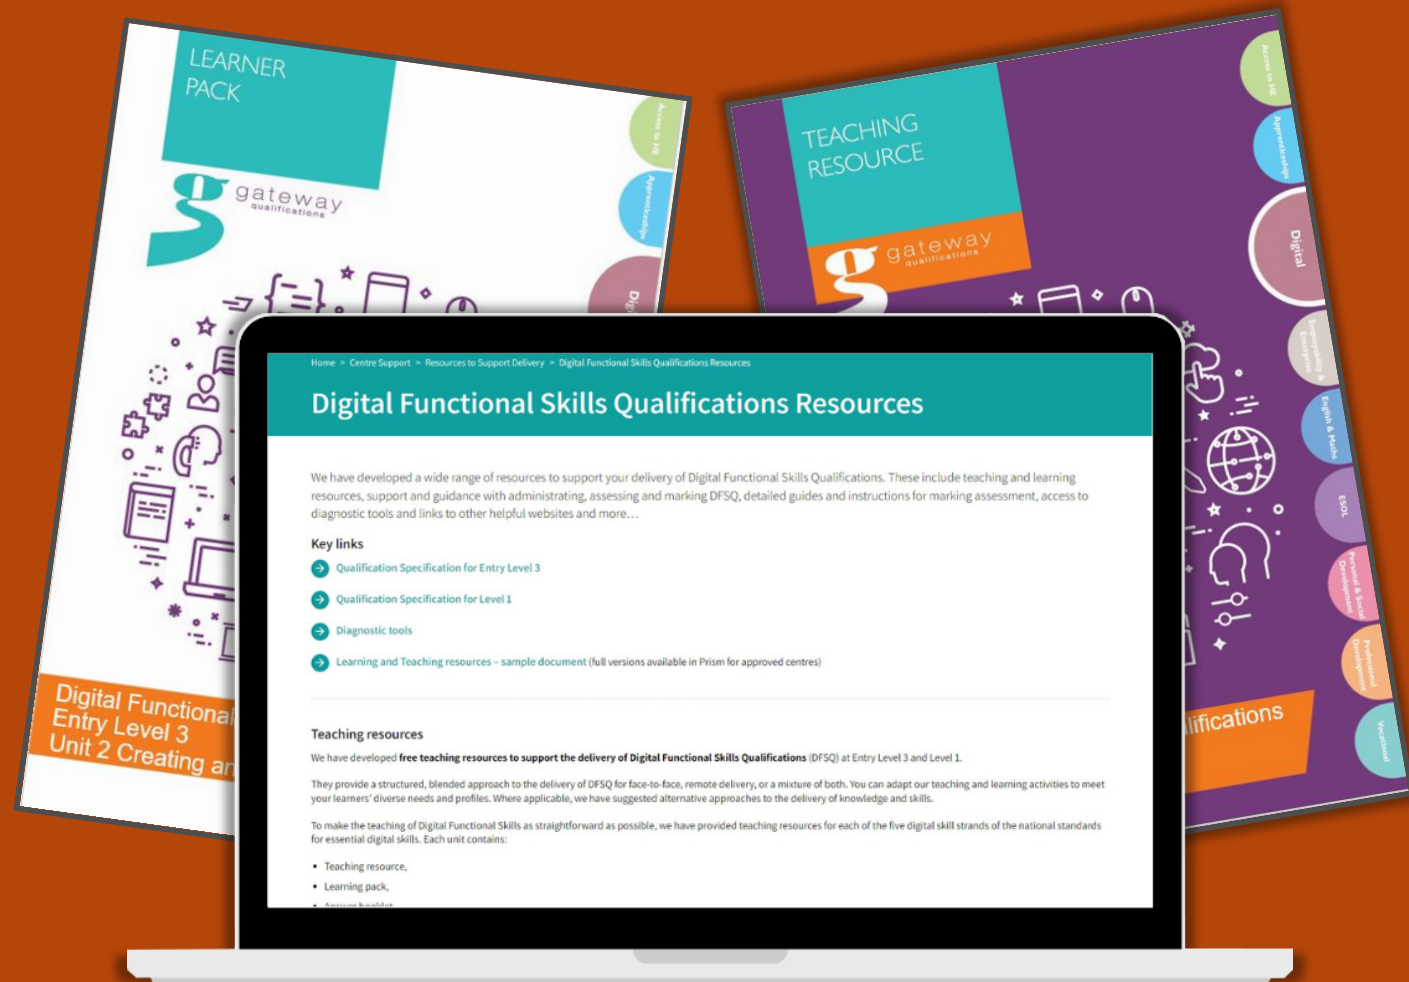 LEARNER
PACK
gateway
qualifications
Access to HE
Apprenticeships
Digital Functional
Entry Level 3
Unit 2 Creating an
TEACHING
RESOURCE
gateway
qualifications
Access to HE
Apprenticeships
Digital
Employability &
Enterprise
English & Maths
ESOL
Personal & Social
Development
Professional
Development
Vocational
Home > Centre Support > Resources to Support Delivery > Digital Functional Skills Qualifications Resources
Digital Functional Skills Qualifications Resources
We have developed a wide range of resources to support your delivery of Digital Functional Skills Qualifications. These include teaching and learning
resources, support and guidance with administrating, assessing and marking DFSQ, detailed guides and instructions for marking assessment, access to
diagnostic tools and links to other helpful websites and more…
Key links
Qualification Specification for Entry Level 3
Qualification Specification for Level 1
Diagnostic tools
Learning and Teaching resources – sample document (full versions available in Prism for approved centres)
Teaching resources
We have developed free teaching resources to support the delivery of Digital Functional Skills Qualifications (DFSQ) at Entry Level 3 and Level 1.
They provide a structured, blended approach to the delivery of DFSQ for face-to-face, remote delivery, or a mixture of both. You can adapt our teaching and learning activities to meet
your learners' diverse needs and profiles. Where applicable, we have suggested alternative approaches to the delivery of knowledge and skills.
To make the teaching of Digital Functional Skills as straightforward as possible, we have provided teaching resources for each of the five digital skill strands of the national standards
for essential digital skills. Each unit contains:
• Teaching resource,
• Learning pack,
• Answer booklet
lifications